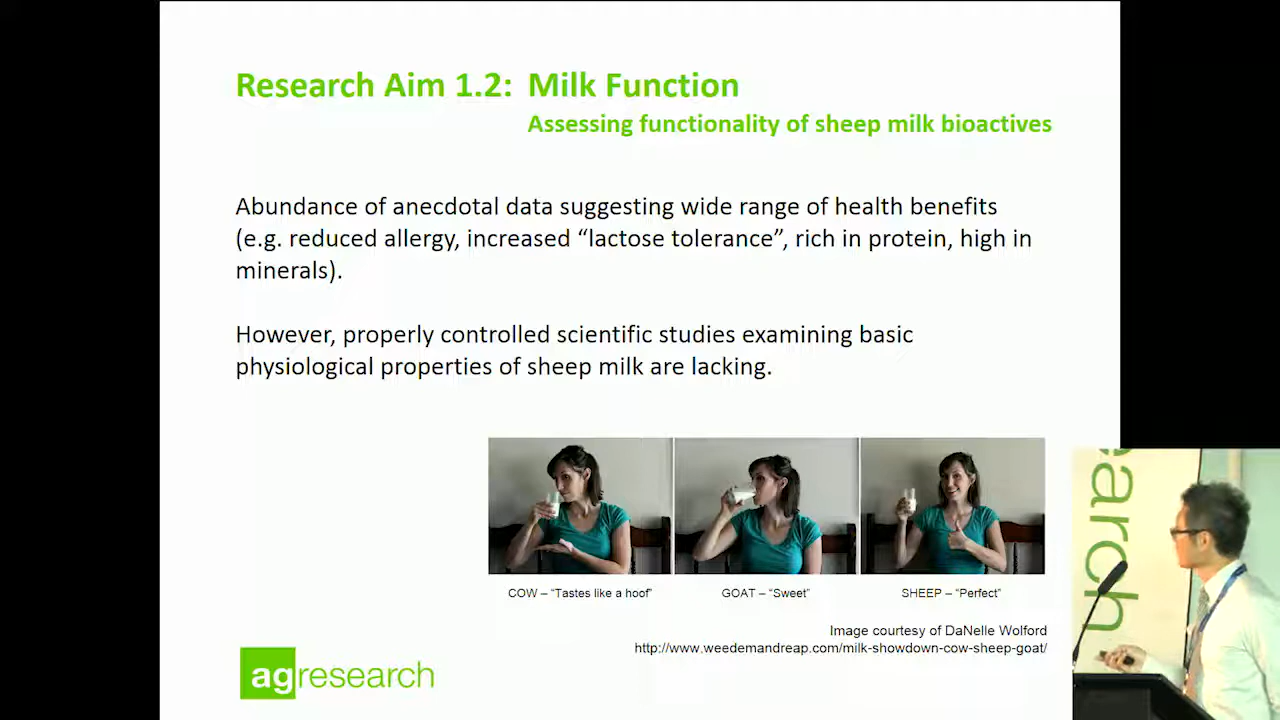 Research Aim 1.2: Milk Function
Assessing functionality of sheep milk bioactives
Abundance of anecdotal data suggesting wide range of health benefits
(e.g. reduced allergy, increased “lactose tolerance”, rich in protein, high in
minerals).
However, properly controlled scientific studies examining basic
physiological properties of sheep milk are lacking.
COW – “Tastes like a hoof”
GOAT – “Sweet”
SHEEP – “Perfect”
Image courtesy of DaNelle Wolford
http://www.weedemandreap.com/milk-showdown-cow-sheep-goat/
agresearch
earch